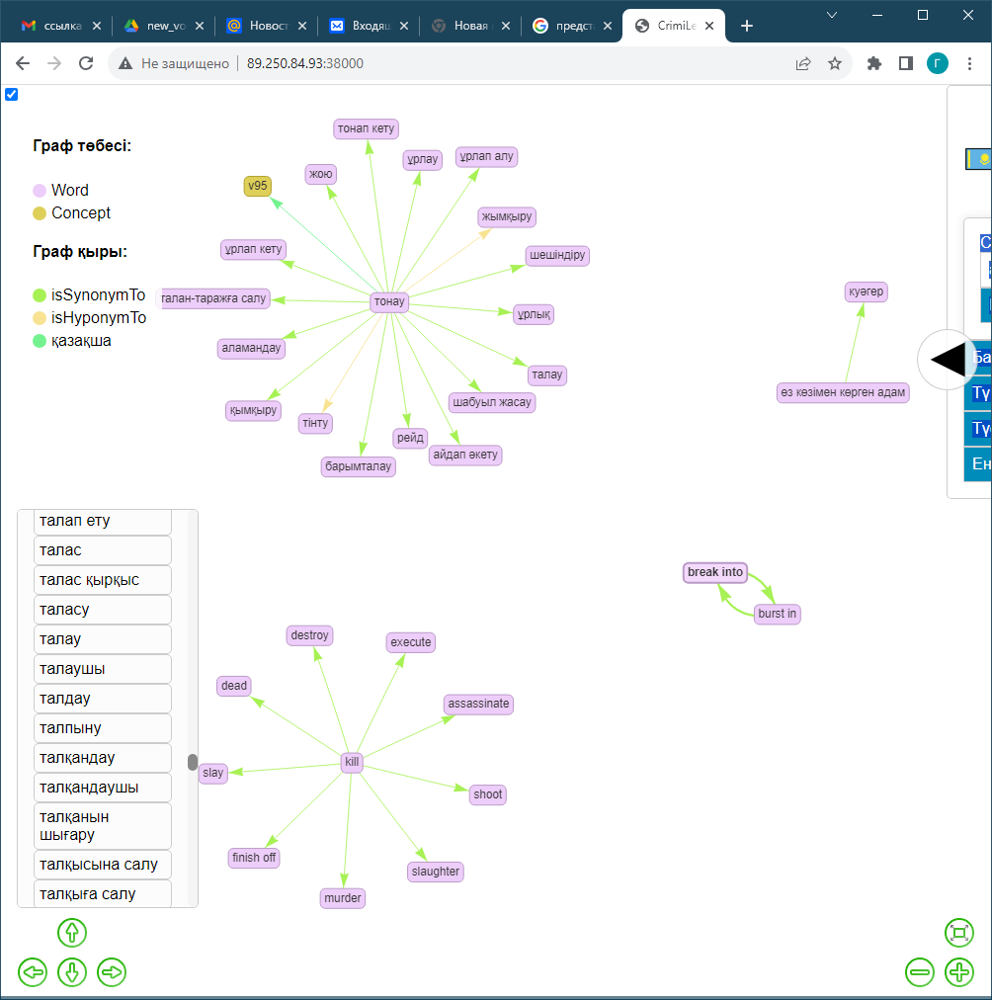 ссылка
new_vo
Новост
Входящ
Новая
предст
CrimiLe
Не защищено
89.250.84.93:38000
Г
Граф төбесі:
Word
Concept
Граф қыры:
isSynonymTo
isHyponymTo
қазақша
тонап кету
ұрлау
ұрлап алу
жою
v95
жымқыру
ұрлап кету
шешіндіру
талан-таражға салу
тонау
ұрлық
аламандау
талау
қымқыру
шабуыл жасау
тінту
рейд
айдап әкету
барымталау
куәгер
өз көзімен көрген адам
С
Ба
Тү
Тү
Ен
талап ету
талас
талас қырқыс
таласу
талау
талаушы
талдау
талпыну
талқандау
талқандаушы
талқанын
шығару
талқысына салу
талқыға салу
break into
burst in
destroy
execute
dead
assassinate
kill
slay
shoot
finish off
slaughter
murder